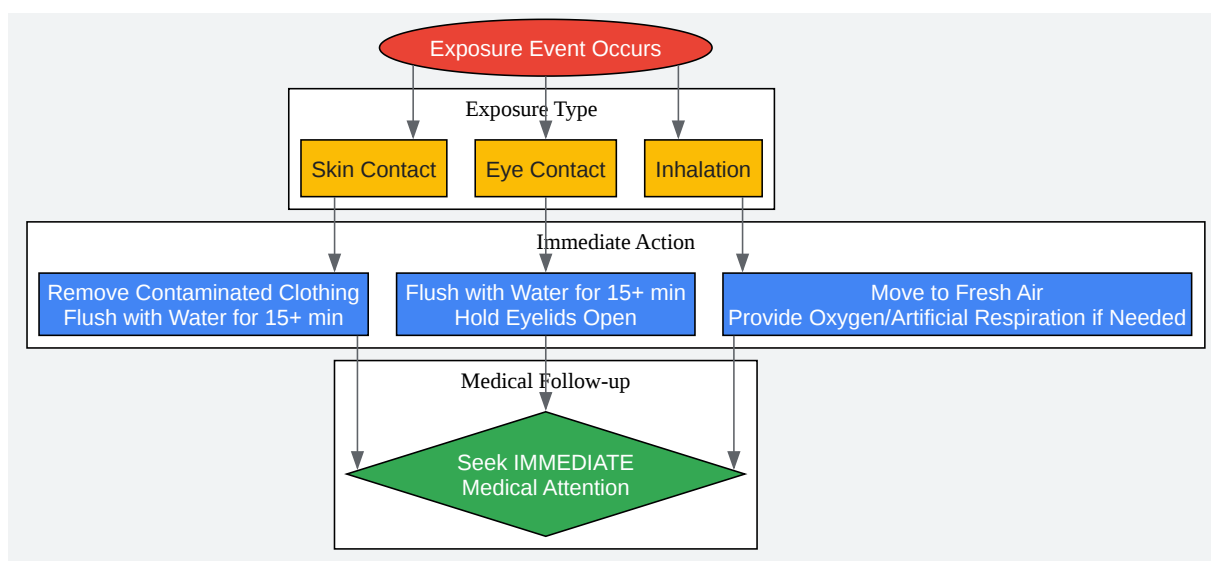 Exposure Event Occurs
Exposure Type
Skin Contact
Eye Contact
Inhalation
Immediate Action
Remove Contaminated Clothing
Flush with Water for 15+ min
Flush with Water for 15+ min
Hold Eyelids Open
Move to Fresh Air
Provide Oxygen/Artificial Respiration if Needed
Medical Follow-up
Seek IMMEDIATE
Medical Attention